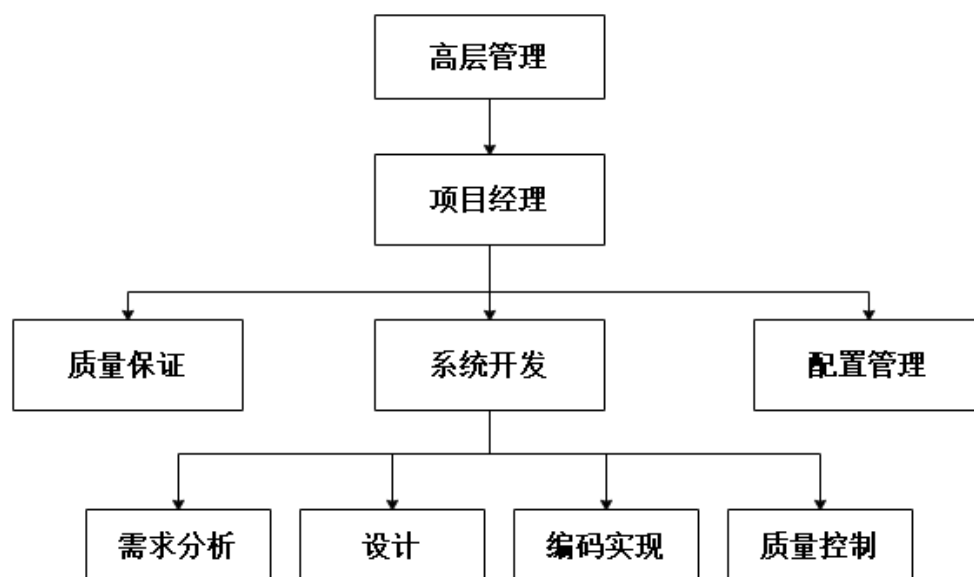 高层管理
项目经理
质量保证
系统开发
配置管理
需求分析
设计
编码实现
质量控制